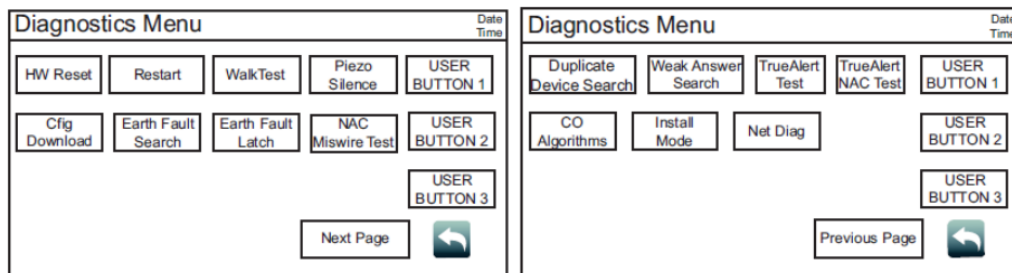 Diagnostics Menu
Date
Time
HW Reset
Restart
WalkTest
Piezo
Silence
USER
BUTTON 1
Cfig
Download
Earth Fault
Search
Earth Fault
Latch
NAC
Miswire Test
USER
BUTTON 2
USER
BUTTON 3
Next Page
Diagnostics Menu
Date
Time
Duplicate
Device Search
Weak Answer
Search
TrueAlert
Test
TrueAlert
NAC Test
USER
BUTTON 1
CO
Algorithms
Install
Mode
Net Diag
USER
BUTTON 2
USER
BUTTON 3
Previous Page